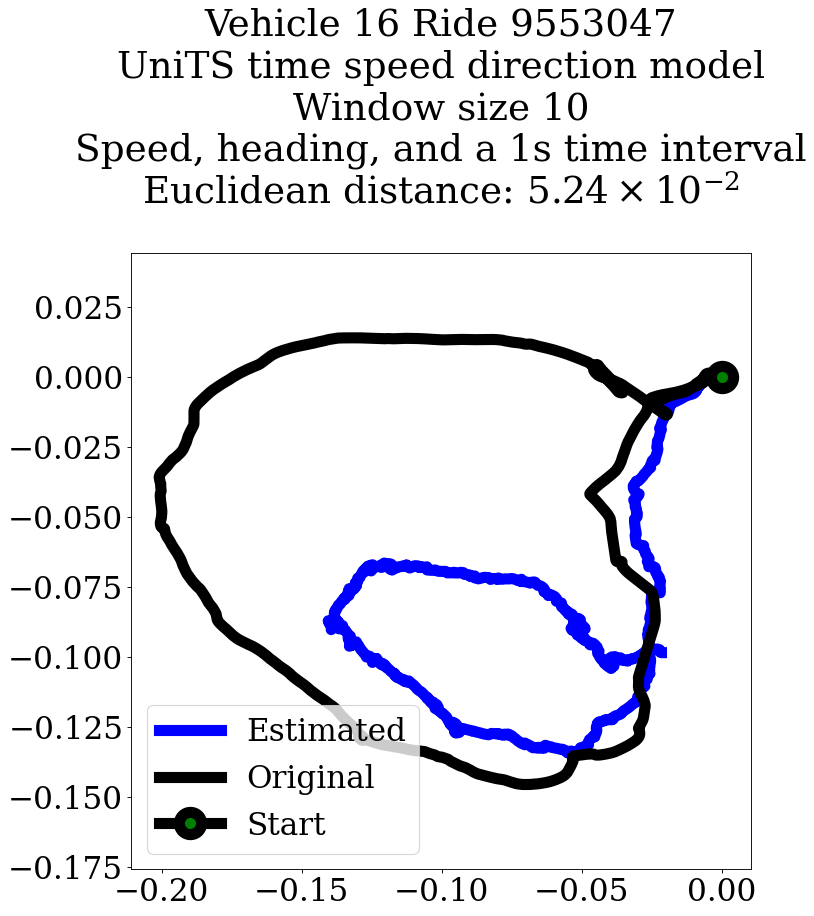 Vehicle 16 Ride 9553047
UniTS time speed direction model
Window size 10
Speed, heading, and a 1s time interval
Euclidean distance: 5.24 × 10⁻²
0.025
0.000
−0.025
−0.050
−0.075
−0.100
−0.125
−0.150
−0.175
Estimated
Original
Start
−0.20
−0.15
−0.10
−0.05
0.00